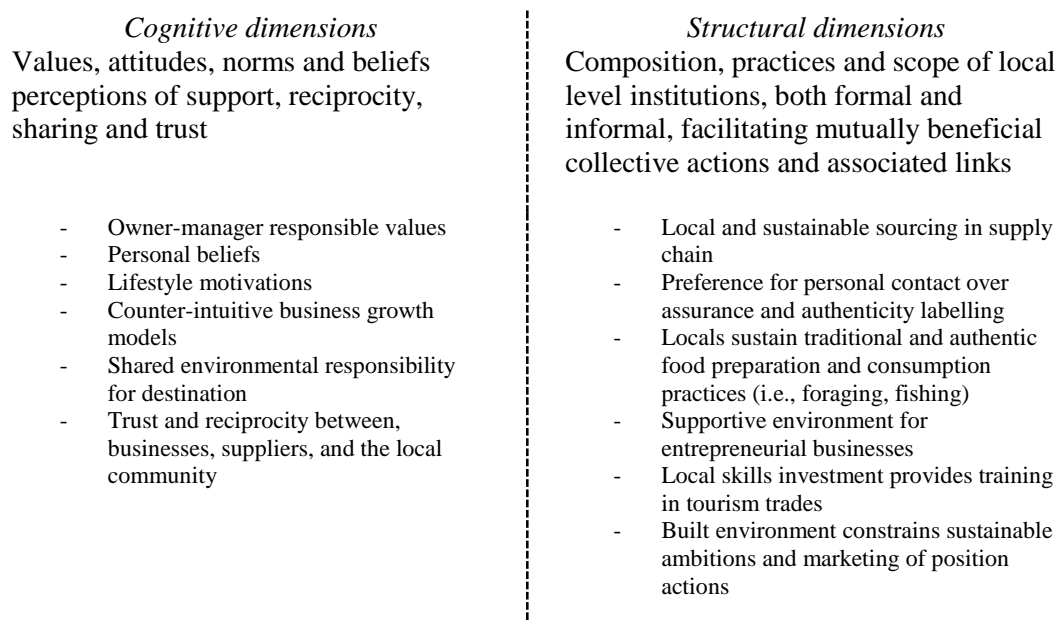 Cognitive dimensions
Values, attitudes, norms and beliefs
perceptions of support, reciprocity,
sharing and trust
- Owner-manager responsible values
- Personal beliefs
- Lifestyle motivations
- Counter-intuitive business growth
models
- Shared environmental responsibility
for destination
- Trust and reciprocity between,
businesses, suppliers, and the local
community
Structural dimensions
Composition, practices and scope of local
level institutions, both formal and
informal, facilitating mutually beneficial
collective actions and associated links
- Local and sustainable sourcing in supply
chain
- Preference for personal contact over
assurance and authenticity labelling
- Locals sustain traditional and authentic
food preparation and consumption
practices (i.e., foraging, fishing)
- Supportive environment for
entrepreneurial businesses
- Local skills investment provides training
in tourism trades
- Built environment constrains sustainable
ambitions and marketing of position
actions